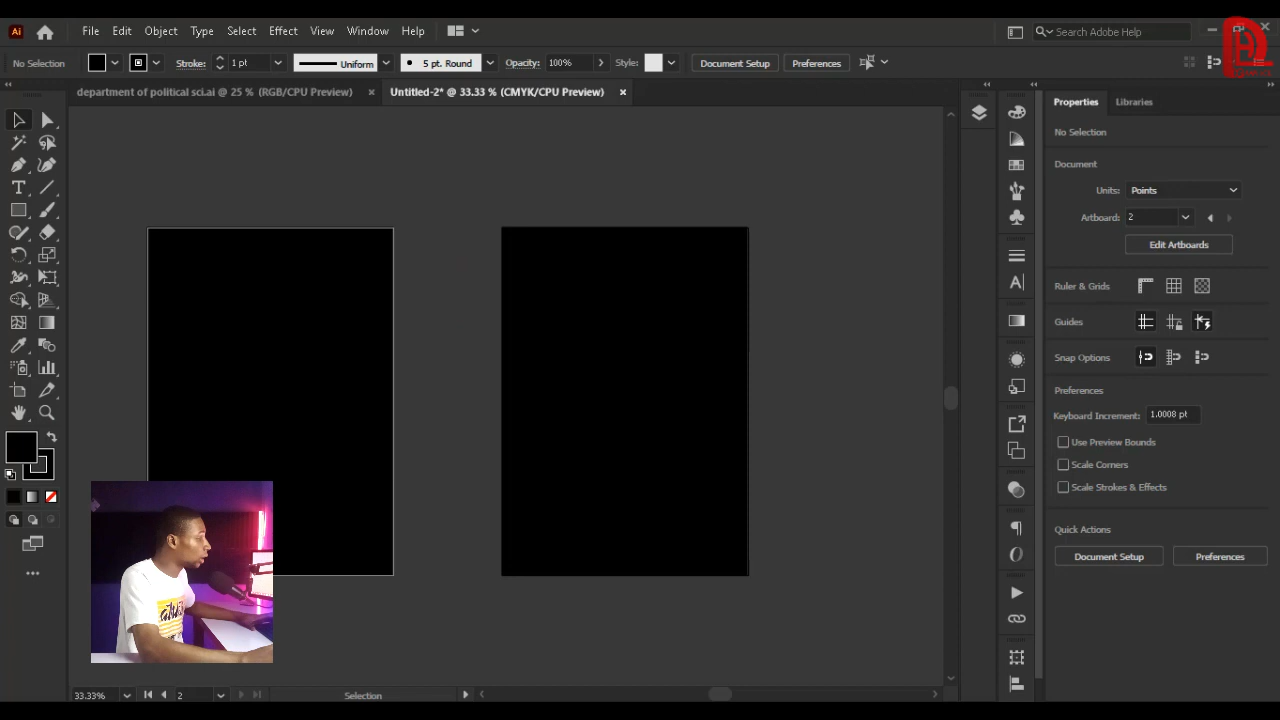 Ai
File Edit Object Type Select Effect View Window Help
Search Adobe Help
No Selection
Stroke: 1 pt Uniform 5 pt. Round Opacity: 100% Style: Document Setup Preferences
department of political sci.ai @ 25 % (RGB/CPU Preview) × Untitled-2* @ 33.33 % (CMYK/CPU Preview) ×
Properties Libraries
No Selection
Document
Units: Points
Artboard: 2
Edit Artboards
Ruler & Grids
Guides
Snap Options
Preferences
Keyboard Increment: 1.0008 pt
Use Preview Bounds
Scale Corners
Scale Strokes & Effects
Quick Actions
Document Setup Preferences
33.33% 2 Selection